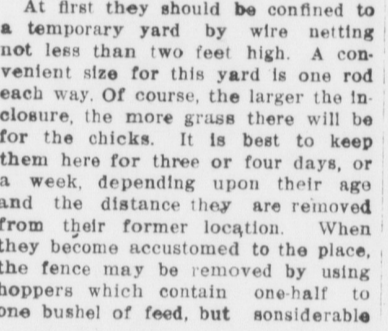 At first they should be confined to
a temporary yard by wire netting
not less than two feet high. A con-
venient size for this yard is one rod
each way. Of course, the larger the in-
closure, the more grass there will be
for the chicks. It is best to keep
them here for three or four days, or
a week, depending upon their age
and the distance they are removed
from their former location. When
they become accustomed to the place,
the fence may be removed by using
hoppers which contain one-half to
one bushel of feed, but sonsiderable